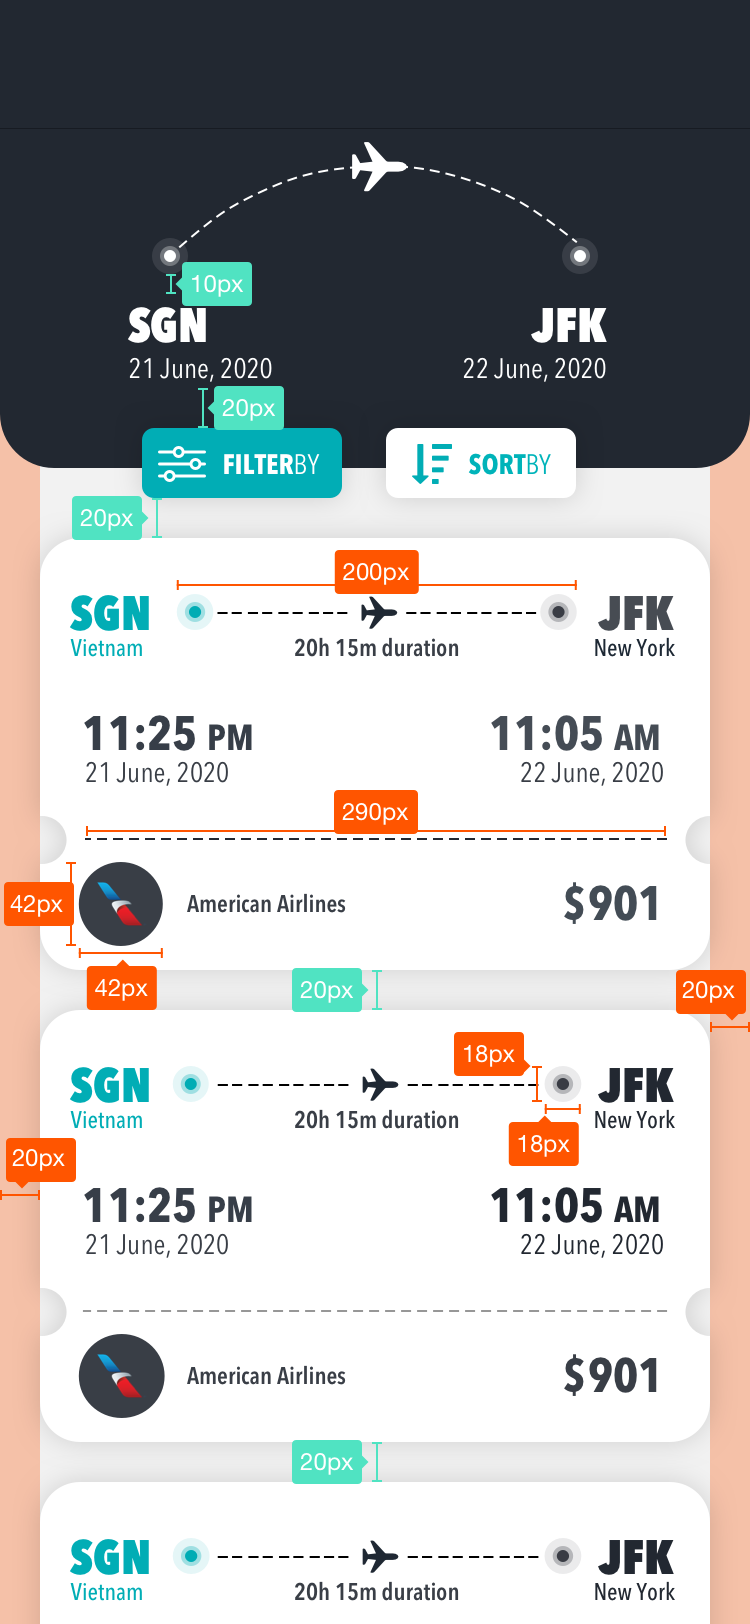 10px
SGN JFK
21 June, 2020 22 June, 2020
20px
FILTERBY SORTBY
20px
200px
SGN JFK
Vietnam 20h 15m duration New York
11:25 PM 11:05 AM
21 June, 2020 22 June, 2020
290px
42px American Airlines $901
42px 20px 20px
18px
SGN JFK
Vietnam 20h 15m duration New York
18px
20px
11:25 PM 11:05 AM
21 June, 2020 22 June, 2020
American Airlines $901
20px
SGN JFK
Vietnam 20h 15m duration New York